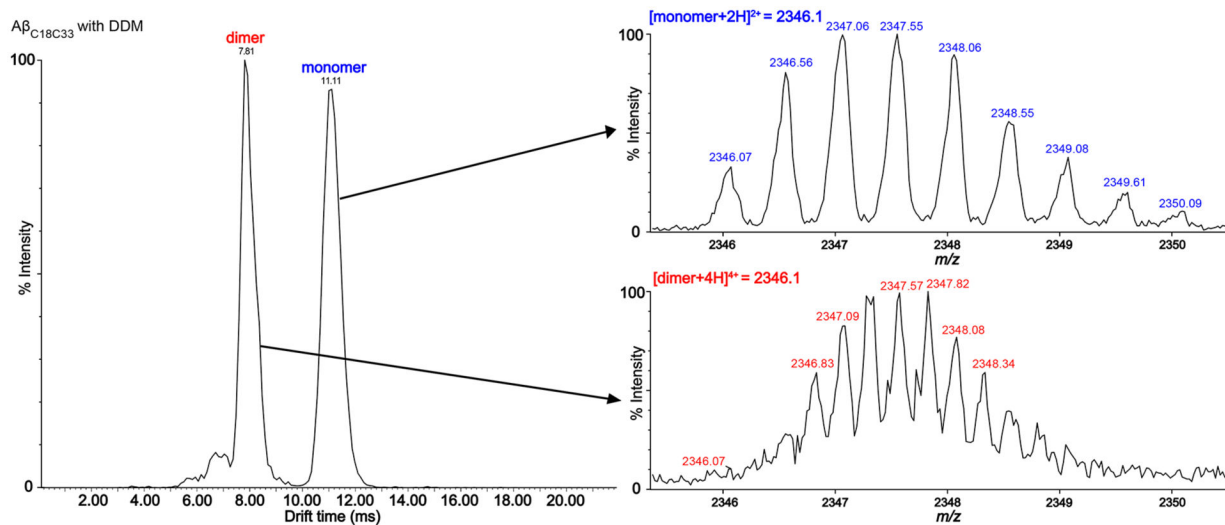 AβC18C33 with DDM
dimer
7.81
monomer
11.11
100
% Intensity
0
2.00 4.00 6.00 8.00 10.00 12.00 14.00 16.00 18.00 20.00
Drift time (ms)
[monomer+2H]2+ = 2346.1
100
% Intensity
0
2346.07
2346.56
2347.06
2347.55
2348.06
2348.55
2349.08
2349.61
2350.09
2346 2347 2348 2349 2350
m/z
[dimer+4H]4+ = 2346.1
100
% Intensity
0
2346.07
2346.83
2347.09
2347.57
2347.82
2348.08
2348.34
2346 2347 2348 2349 2350
m/z